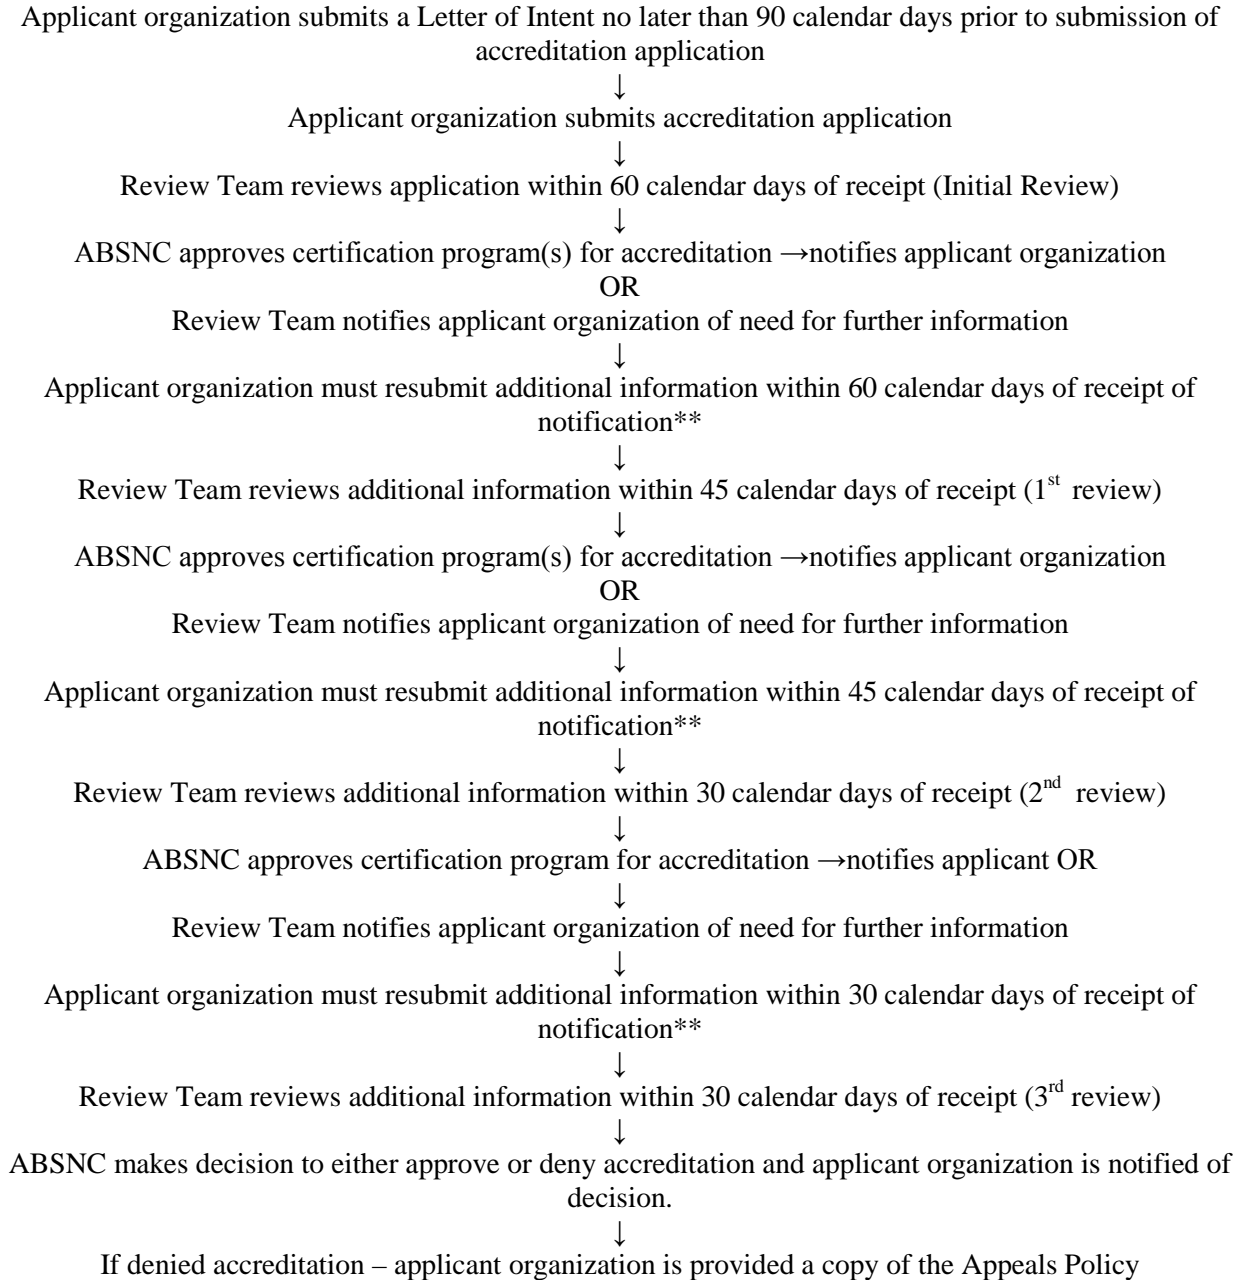 Applicant organization submits a Letter of Intent no later than 90 calendar days prior to submission of
accreditation application
↓
Applicant organization submits accreditation application
↓
Review Team reviews application within 60 calendar days of receipt (Initial Review)
↓
ABSNC approves certification program(s) for accreditation →notifies applicant organization
OR
Review Team notifies applicant organization of need for further information
↓
Applicant organization must resubmit additional information within 60 calendar days of receipt of
notification**
↓
Review Team reviews additional information within 45 calendar days of receipt (1st review)
↓
ABSNC approves certification program(s) for accreditation →notifies applicant organization
OR
Review Team notifies applicant organization of need for further information
↓
Applicant organization must resubmit additional information within 45 calendar days of receipt of
notification**
↓
Review Team reviews additional information within 30 calendar days of receipt (2nd review)
↓
ABSNC approves certification program for accreditation →notifies applicant OR
↓
Review Team notifies applicant organization of need for further information
↓
Applicant organization must resubmit additional information within 30 calendar days of receipt of
notification**
↓
Review Team reviews additional information within 30 calendar days of receipt (3rd review)
↓
ABSNC makes decision to either approve or deny accreditation and applicant organization is notified of
decision.
↓
If denied accreditation – applicant organization is provided a copy of the Appeals Policy